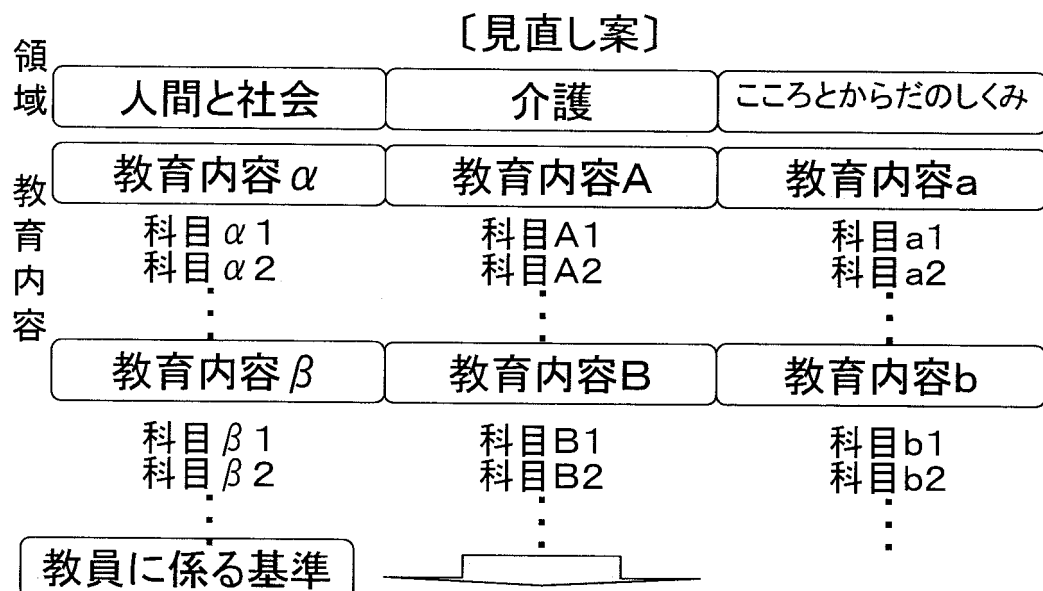 〔見直し案〕
領域
人間と社会
介護
こころとからだのしくみ
教育内容
教育内容α
教育内容A
教育内容a
科目α1
科目A1
科目a1
科目α2
科目A2
科目a2
教育内容β
教育内容B
教育内容b
科目β1
科目B1
科目b1
科目β2
科目B2
科目b2
教員に係る基準